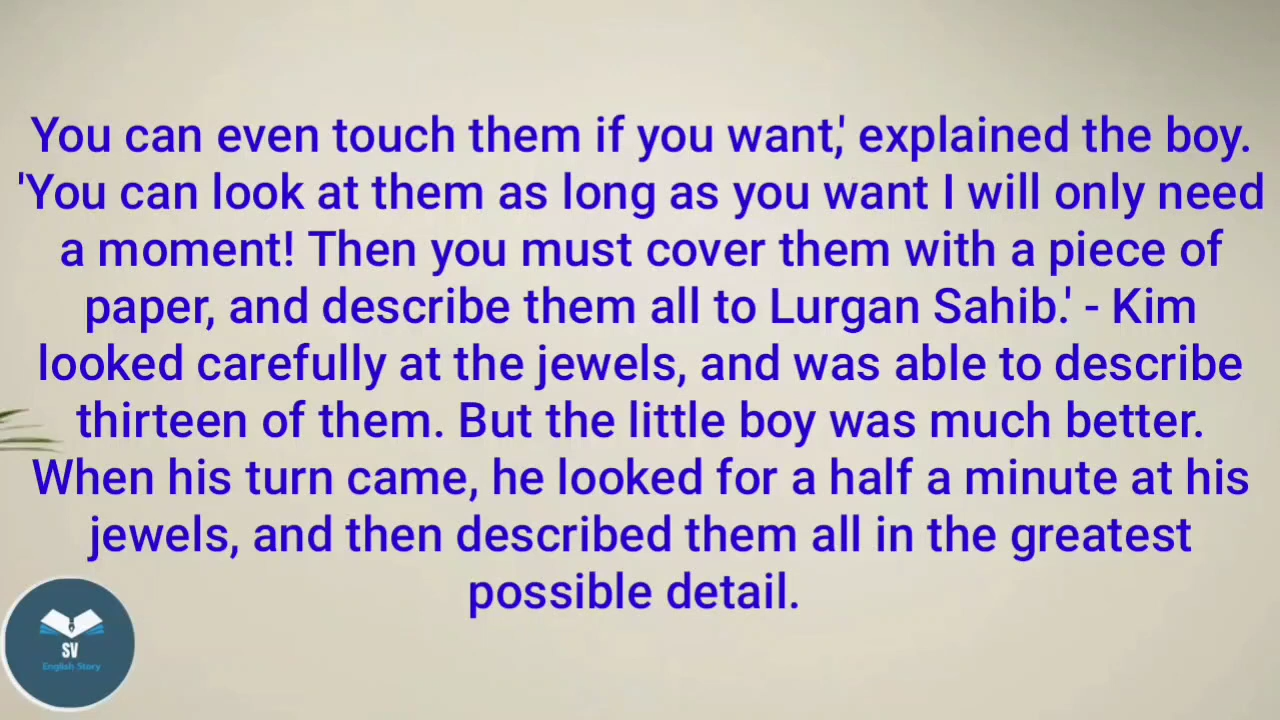 You can even touch them if you want,' explained the boy.
'You can look at them as long as you want I will only need
a moment! Then you must cover them with a piece of
paper, and describe them all to Lurgan Sahib.' - Kim
looked carefully at the jewels, and was able to describe
thirteen of them. But the little boy was much better.
When his turn came, he looked for a half a minute at his
jewels, and then described them all in the greatest
possible detail.
SV
English Story